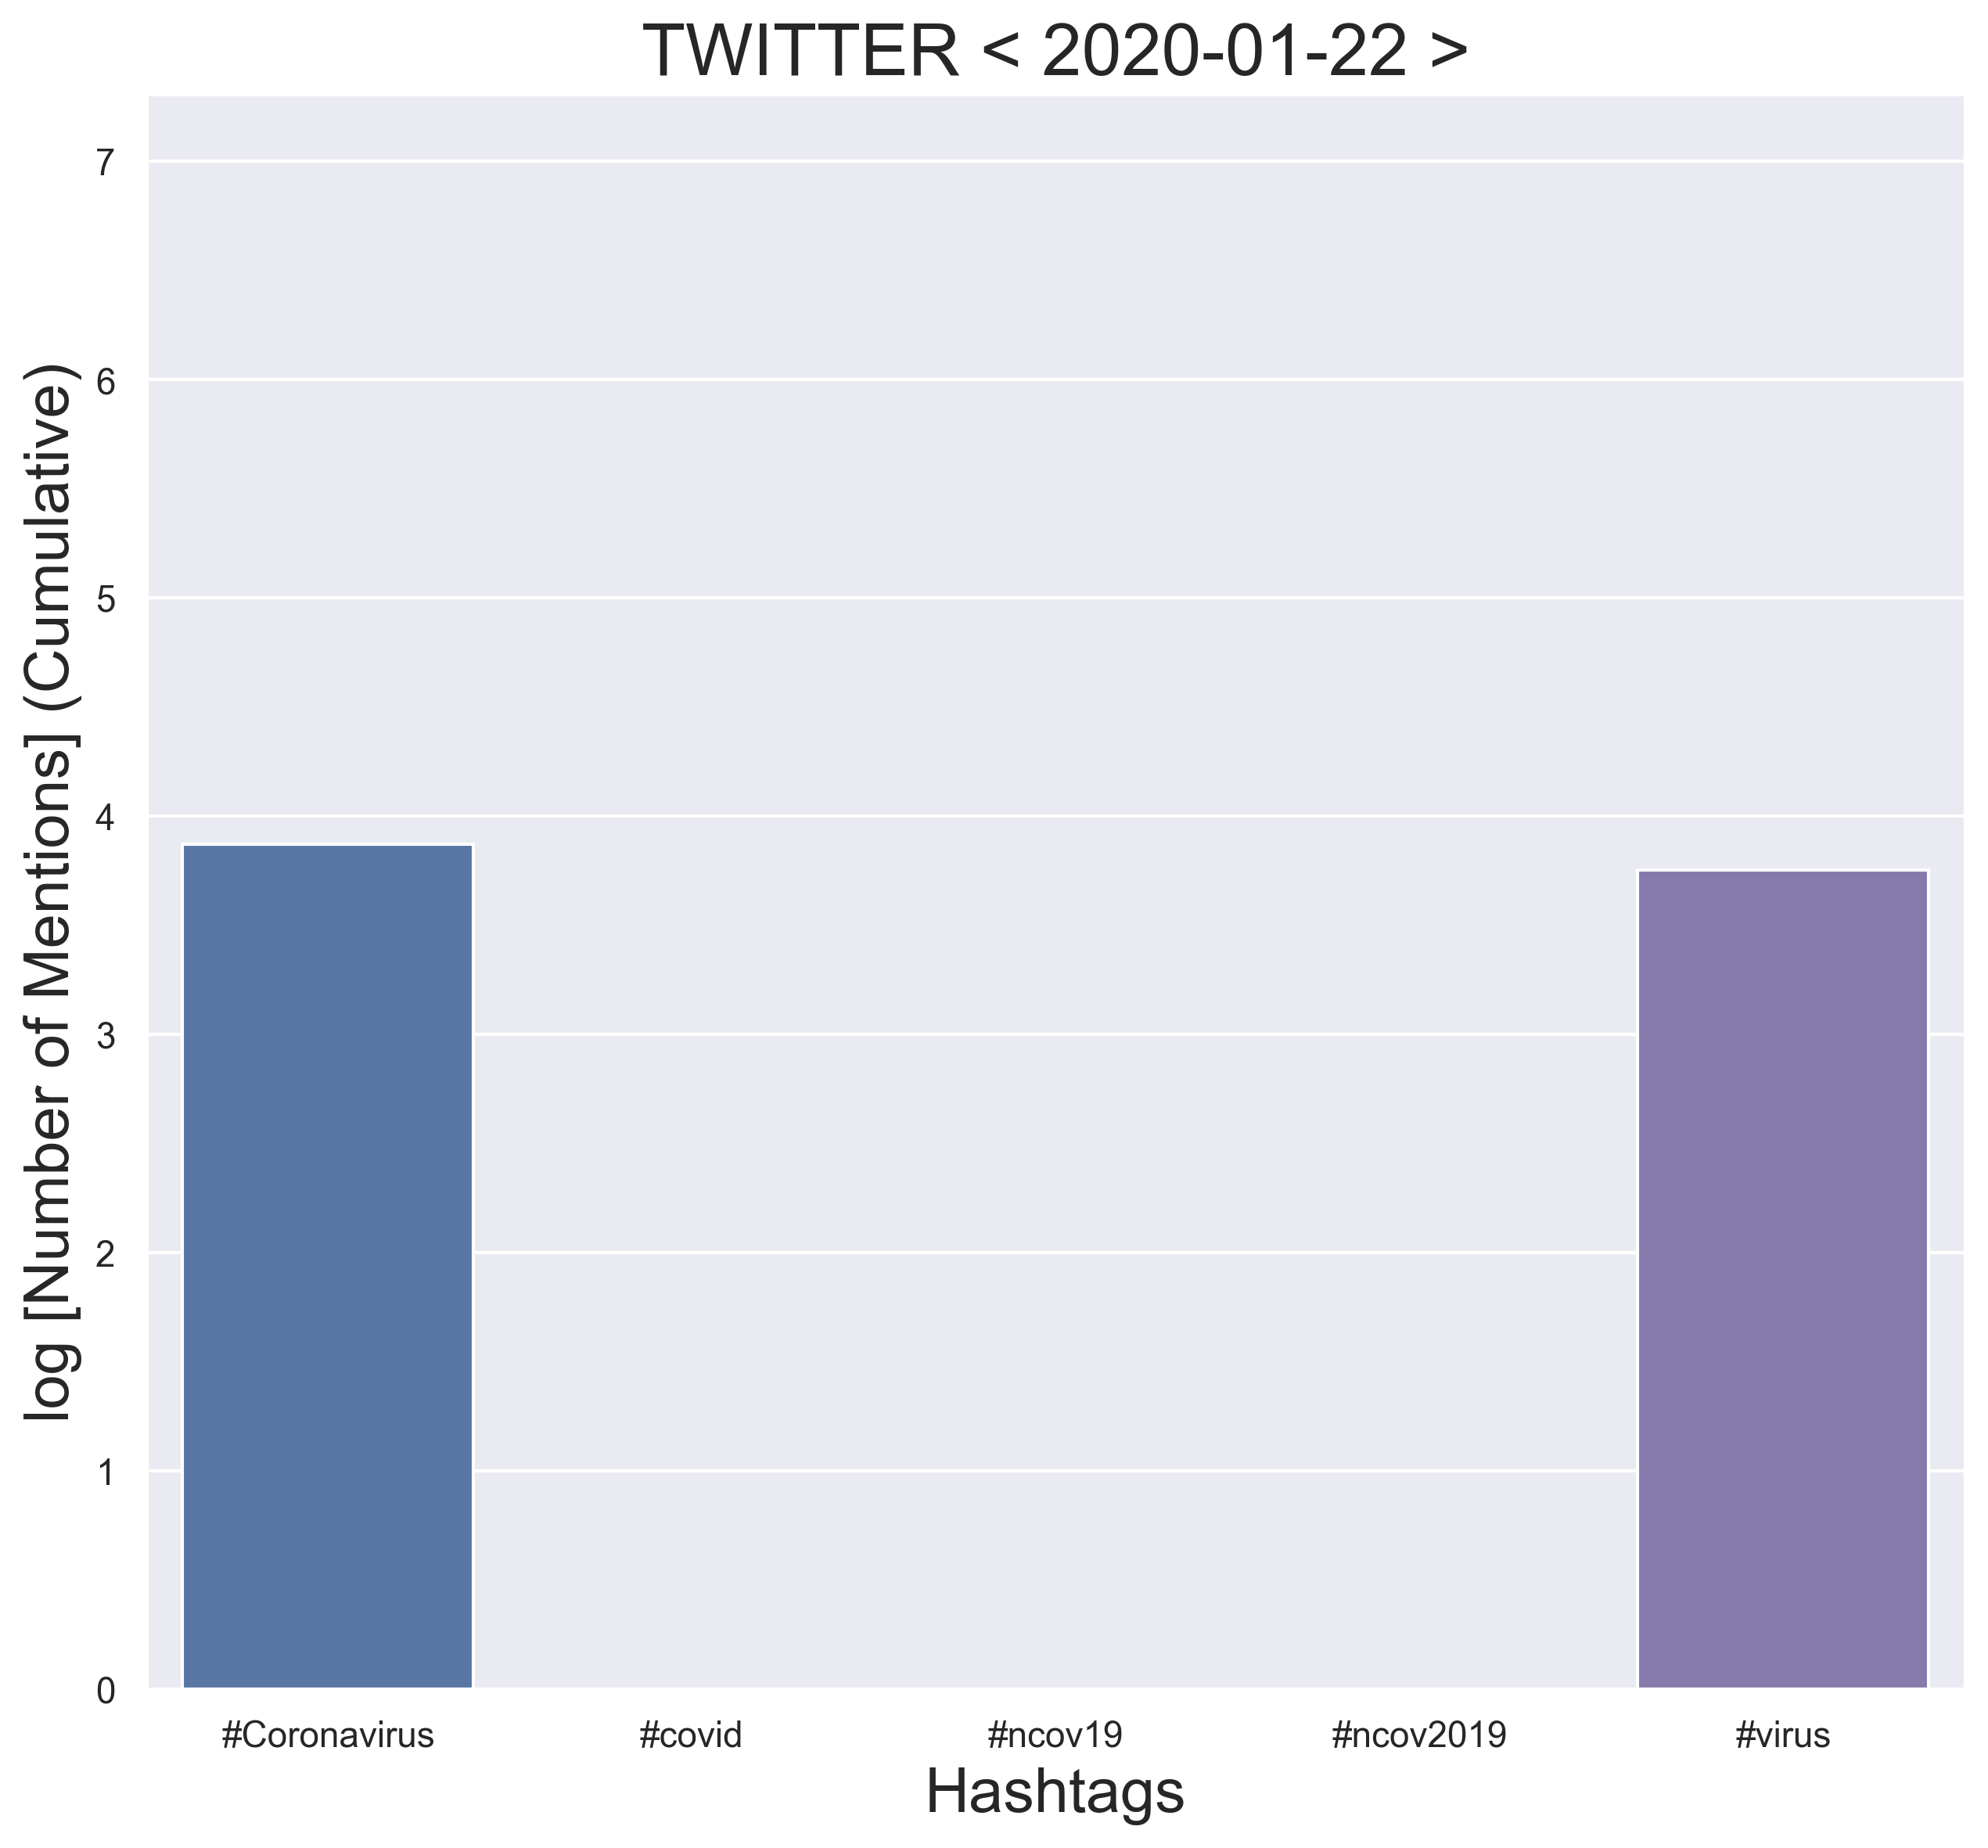 TWITTER < 2020-01-22 >
log [Number of Mentions] (Cumulative)
7
6
5
4
3
2
1
0
#Coronavirus #covid #ncov19 #ncov2019 #virus
Hashtags